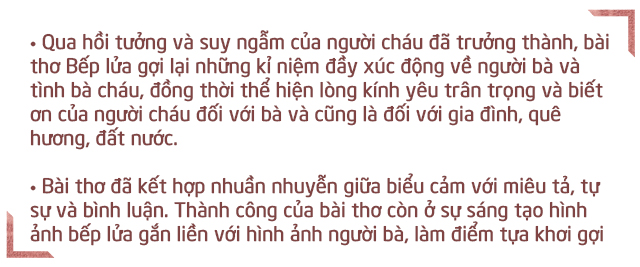 • Qua hồi tưởng và suy ngẫm của người cháu đã trưởng thành, bài
thơ Bếp lửa gợi lại những kỉ niệm đầy xúc động về người bà và
tình bà cháu, đồng thời thể hiện lòng kính yêu trân trọng và biết
ơn của người cháu đối với bà và cũng là đối với gia đình, quê
hương, đất nước.
• Bài thơ đã kết hợp nhuần nhuyễn giữa biểu cảm với miêu tả, tự
sự và bình luận. Thành công của bài thơ còn ở sự sáng tạo hình
ảnh bếp lửa gắn liền với hình ảnh người bà, làm điểm tựa khơi gợi